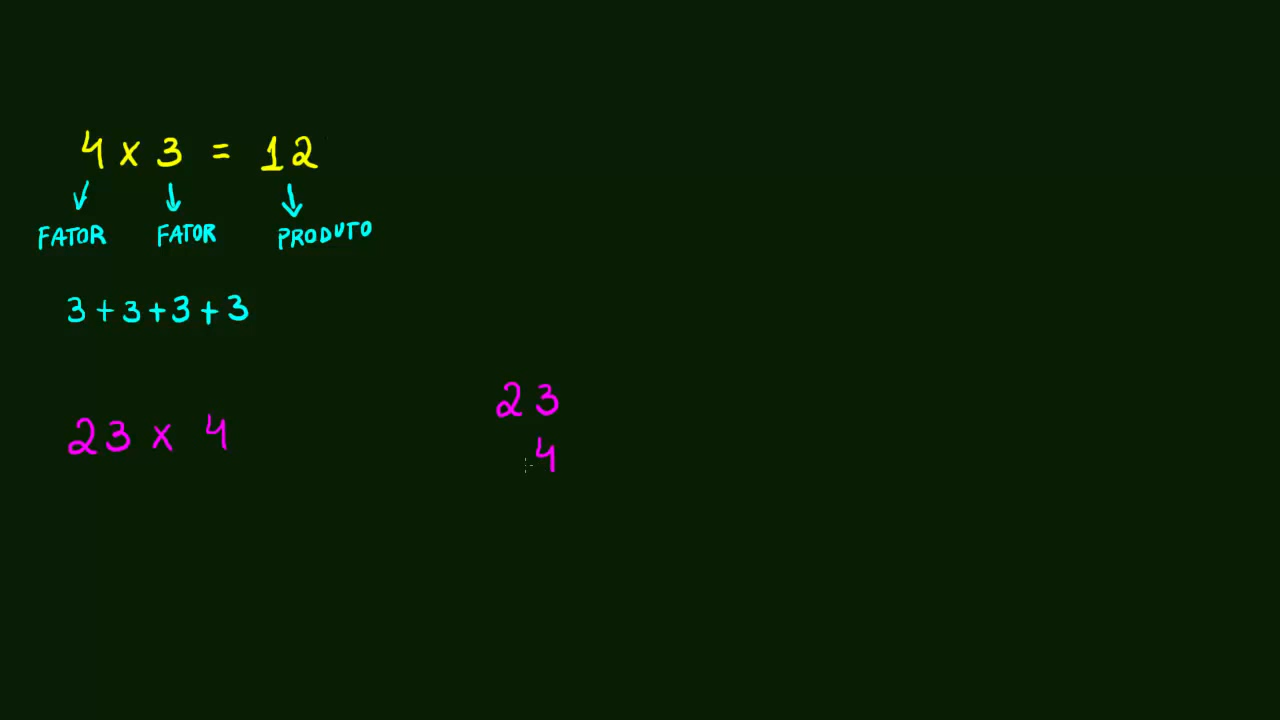 4 x 3 = 12
FATOR FATOR PRODUTO
3 + 3 + 3 + 3
23 x 4
23
4